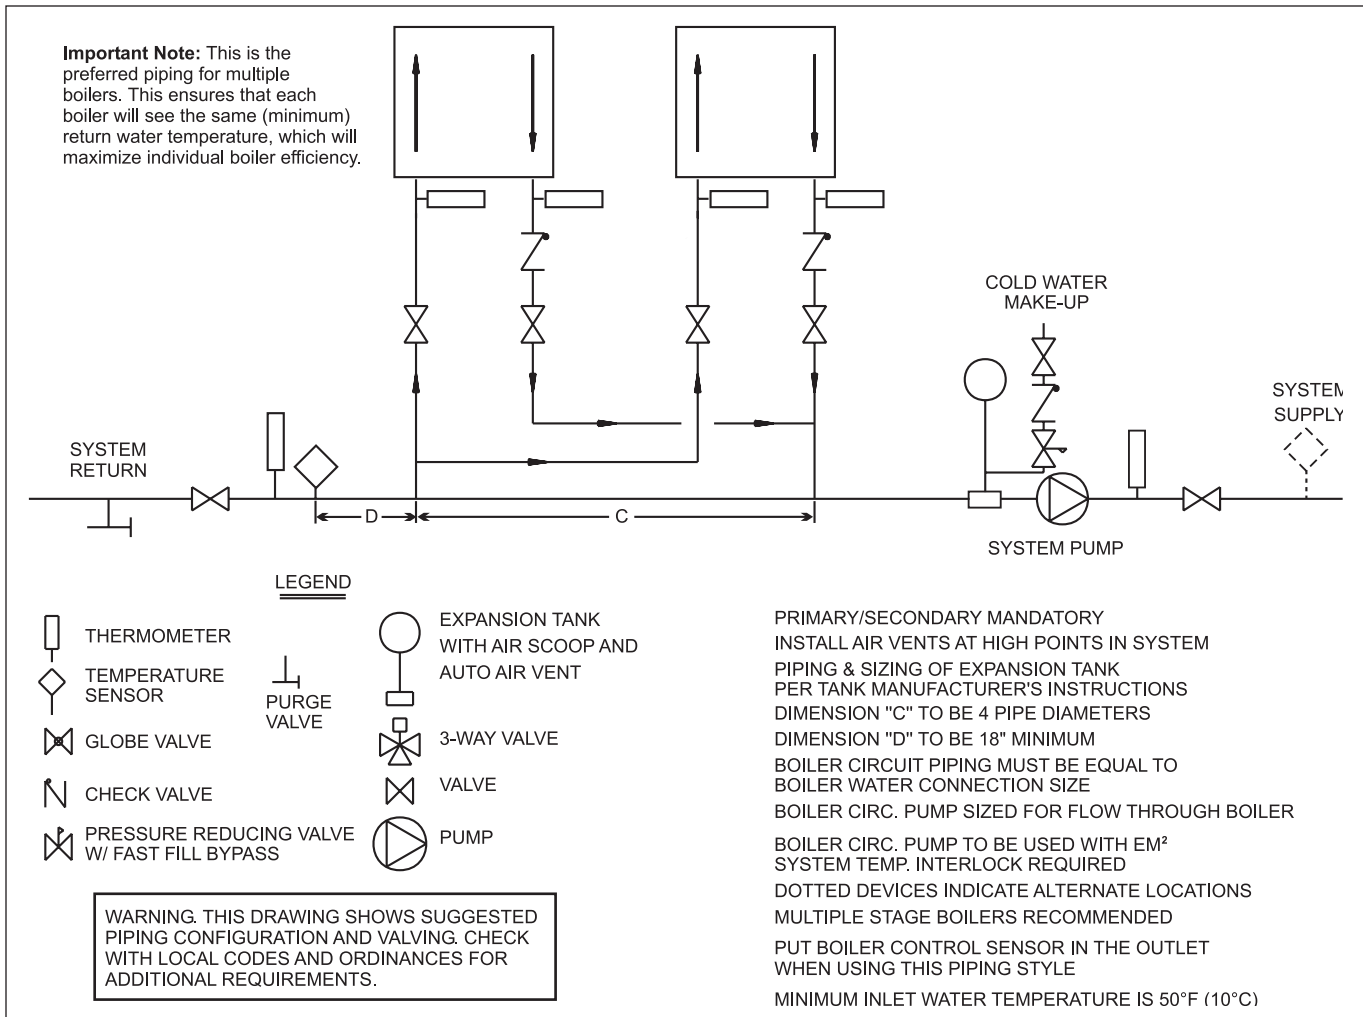 Important Note: This is the
preferred piping for multiple
boilers. This ensures that each
boiler will see the same (minimum)
return water temperature, which will
maximize individual boiler efficiency.
COLD WATER
MAKE-UP
SYSTEM
SUPPLY
SYSTEM
RETURN
D
C
SYSTEM PUMP
LEGEND
THERMOMETER
TEMPERATURE
SENSOR
GLOBE VALVE
CHECK VALVE
PRESSURE REDUCING VALVE
W/ FAST FILL BYPASS
PURGE
VALVE
EXPANSION TANK
WITH AIR SCOOP AND
AUTO AIR VENT
3-WAY VALVE
VALVE
PUMP
PRIMARY/SECONDARY MANDATORY
INSTALL AIR VENTS AT HIGH POINTS IN SYSTEM
PIPING & SIZING OF EXPANSION TANK
PER TANK MANUFACTURER'S INSTRUCTIONS
DIMENSION "C" TO BE 4 PIPE DIAMETERS
DIMENSION "D" TO BE 18" MINIMUM
BOILER CIRCUIT PIPING MUST BE EQUAL TO
BOILER WATER CONNECTION SIZE
BOILER CIRC. PUMP SIZED FOR FLOW THROUGH BOILER
BOILER CIRC. PUMP TO BE USED WITH EM²
SYSTEM TEMP. INTERLOCK REQUIRED
DOTTED DEVICES INDICATE ALTERNATE LOCATIONS
MULTIPLE STAGE BOILERS RECOMMENDED
PUT BOILER CONTROL SENSOR IN THE OUTLET
WHEN USING THIS PIPING STYLE
MINIMUM INLET WATER TEMPERATURE IS 50°F (10°C)
WARNING. THIS DRAWING SHOWS SUGGESTED
PIPING CONFIGURATION AND VALVING. CHECK
WITH LOCAL CODES AND ORDINANCES FOR
ADDITIONAL REQUIREMENTS.